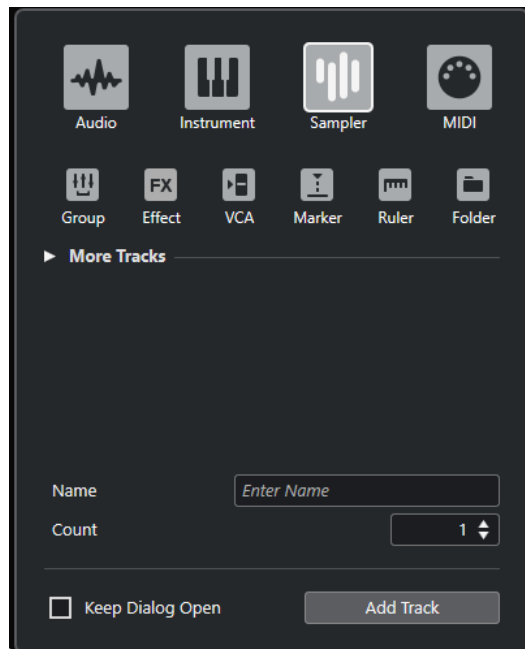 Audio Instrument Sampler MIDI
FX
Group Effect VCA Marker Ruler Folder
More Tracks
Name Enter Name
Count 1
Keep Dialog Open Add Track